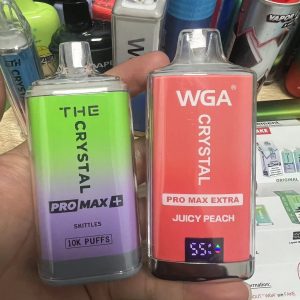 THE
CRYSTAL
PRO MAX +
SKITTLES
10K PUFFS
WGA®
CRYSTAL
PRO MAX EXTRA
JUICY PEACH
55%